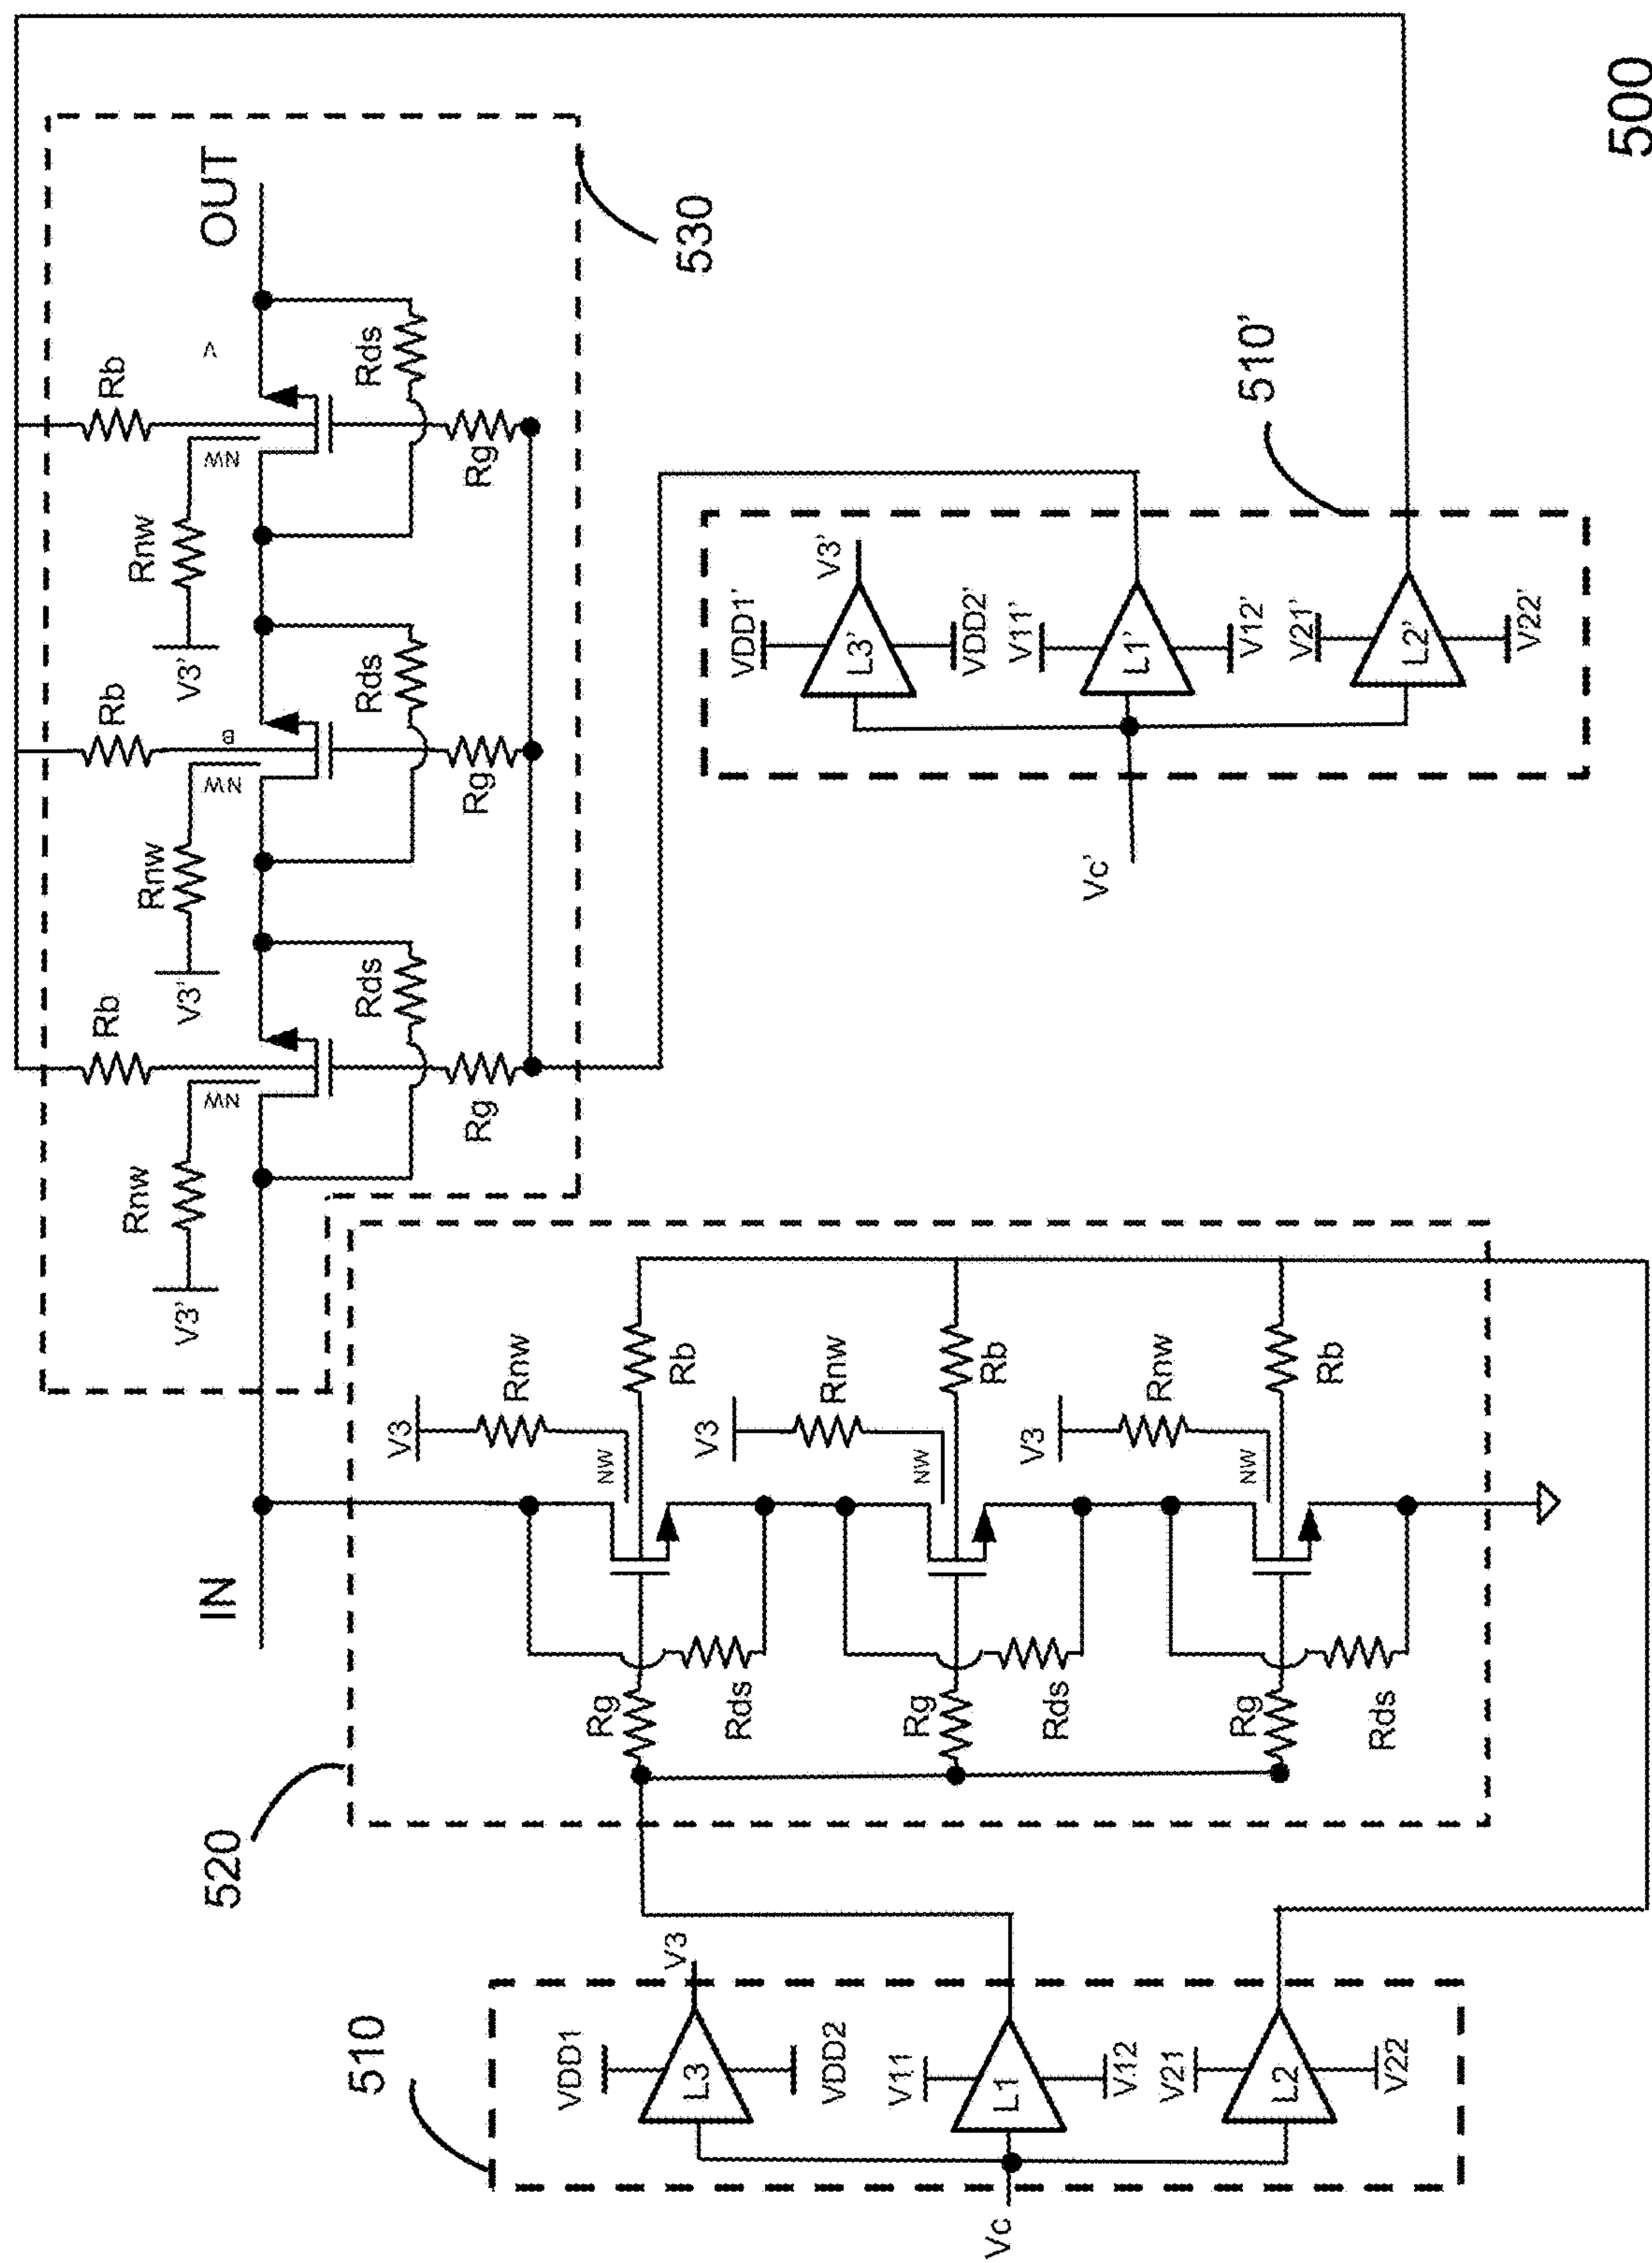 Rb
Rb
Rb
Rnw
Rnw
Rnw
V3'
V3'
V3'
520
IN
NW
NW
B
NW
V
OUT
510
Rds
Rds
Rds
V3
Rg
Rg
Rg
Rnw
VDD1
Rg
NW
V3
Rb
530
L3
V3
Rds
VDD1'
VDD2
Rnw
V3'
L3'
V11
Rg
NW
VDD2'
Vc
L1
Rb
V11'
V3
Rds
Vc'
V12
L1'
Rnw
V21
Rg
NW
V12'
510'
L2
V21'
Rb
Rds
V22
L2'
V22'
500